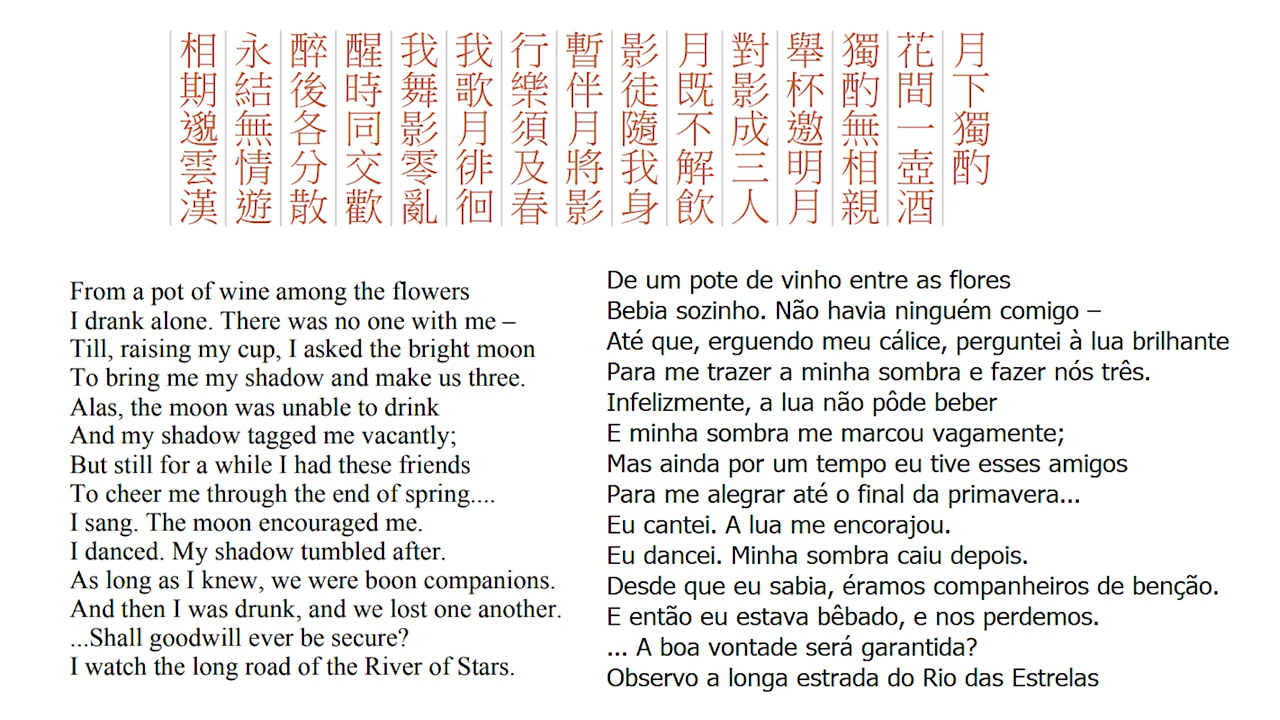 月下獨酌
花間一壺酒
獨酌無相親
舉杯邀明月
對影成三人
月既不解飲
影徒隨我身
暫伴月將影
行樂須及春
我歌月徘徊
我舞影零亂
醒時同交歡
醉後各分散
永結無情遊
相期邈雲漢
From a pot of wine among the flowers
I drank alone. There was no one with me –
Till, raising my cup, I asked the bright moon
To bring me my shadow and make us three.
Alas, the moon was unable to drink
And my shadow tagged me vacantly;
But still for a while I had these friends
To cheer me through the end of spring....
I sang. The moon encouraged me.
I danced. My shadow tumbled after.
As long as I knew, we were boon companions.
And then I was drunk, and we lost one another.
...Shall goodwill ever be secure?
I watch the long road of the River of Stars.
De um pote de vinho entre as flores
Bebia sozinho. Não havia ninguém comigo –
Até que, erguendo meu cálice, perguntei à lua brilhante
Para me trazer a minha sombra e fazer nós três.
Infelizmente, a lua não pôde beber
E minha sombra me marcou vagamente;
Mas ainda por um tempo eu tive esses amigos
Para me alegrar até o final da primavera...
Eu cantei. A lua me encorajou.
Eu dancei. Minha sombra caiu depois.
Desde que eu sabia, éramos companheiros de benção.
E então eu estava bêbado, e nos perdemos.
... A boa vontade será garantida?
Observo a longa estrada do Rio das Estrelas